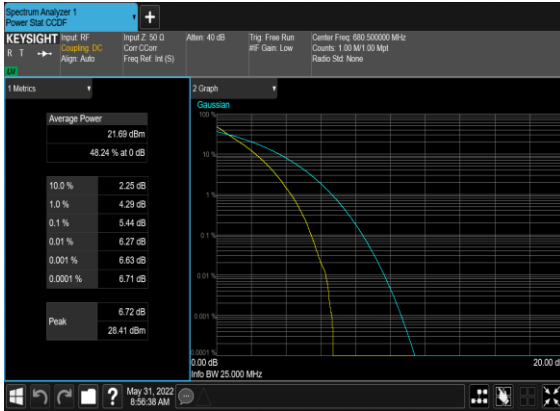 Spectrum Analyzer 1
Power Stat CCDF
+
KEYSIGHT
R T
Input: RF
Coupling: DC
Align: Auto
Input Z: 50 Ω
Corr CCorr
Freq Ref: Int (S)
Atten: 40 dB
Trig: Free Run
#IF Gain: Low
Center Freq: 680.500000 MHz
Counts: 1.00 M/1.00 Mpt
Radio Std: None
1 Metrics
Average Power
21.69 dBm
48.24 % at 0 dB
10.0 % 2.25 dB
1.0 % 4.29 dB
0.1 % 5.44 dB
0.01 % 6.27 dB
0.001 % 6.63 dB
0.0001 % 6.71 dB
Peak
6.72 dB
28.41 dBm
2 Graph
Gaussian
100 %
10 %
1 %
0.1 %
0.01 %
0.001 %
0.0001 %
0.00 dB
20.00 d
Info BW 25.000 MHz
?
May 31, 2022
8:56:38 AM